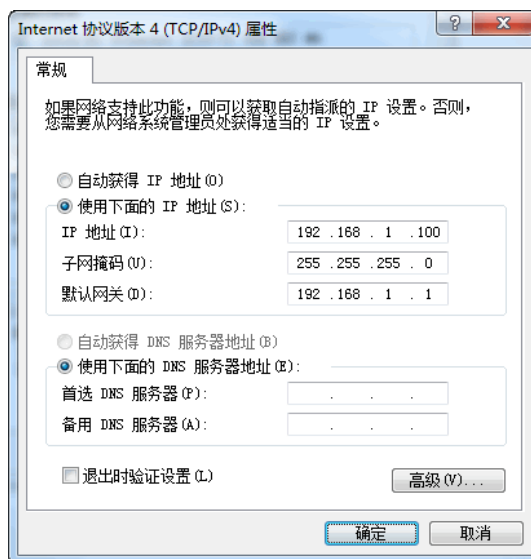 Internet 协议版本 4 (TCP/IPv4) 属性
常规
如果网络支持此功能，则可以获取自动指派的 IP 设置。否则，
您需要从网络系统管理员处获得适当的 IP 设置。
自动获得 IP 地址(O)
使用下面的 IP 地址(S):
IP 地址(I): 192 .168 . 1 .100
子网掩码(U): 255 .255 .255 . 0
默认网关(D): 192 .168 . 1 . 1
自动获得 DNS 服务器地址(B)
使用下面的 DNS 服务器地址(E):
首选 DNS 服务器(P): . . .
备用 DNS 服务器(A): . . .
退出时验证设置(L)
高级(V)...
确定 取消